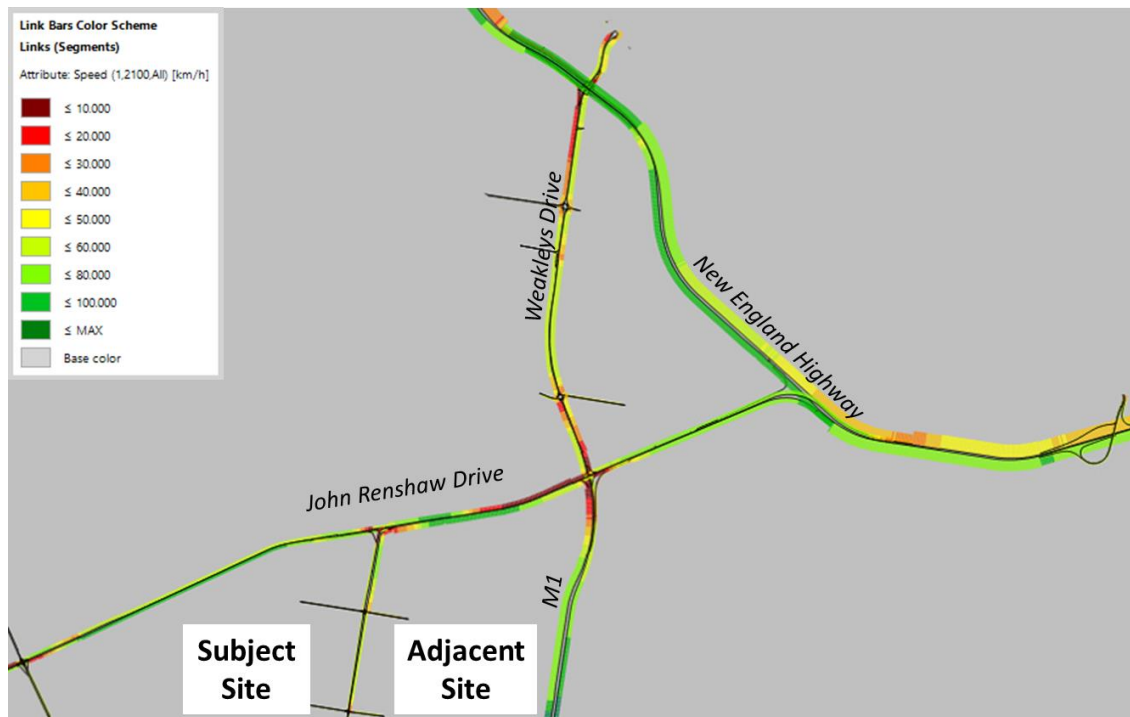 Link Bars Color Scheme
Links (Segments)
Attribute: Speed (1,2100,All) [km/h]
≤ 10.000
≤ 20.000
≤ 30.000
≤ 40.000
≤ 50.000
≤ 60.000
≤ 80.000
≤ 100.000
≤ MAX
Base color
Weakleys Drive
New England Highway
John Renshaw Drive
M1
Subject
Site
Adjacent
Site